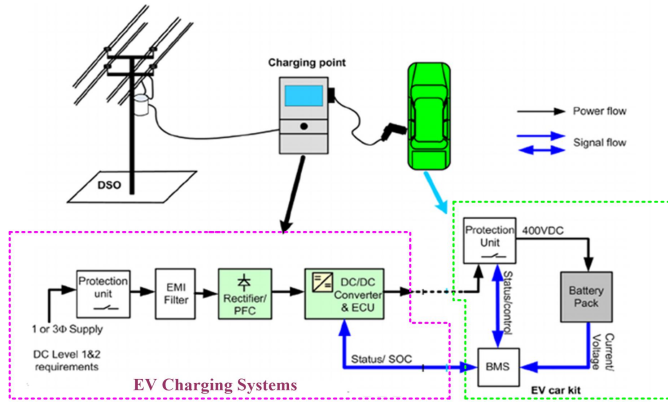 Charging point
Power flow
Signal flow
DSO
Protection
Unit
400VDC
Protection
unit
EMI
Filter
Rectifier/
PFC
DC/DC
Converter
& ECU
Status/control
Battery
Pack
1 or 3Φ Supply
DC Level 1&2
requirements
Status/ SOC
BMS
Current/
Voltage
EV Charging Systems
EV car kit